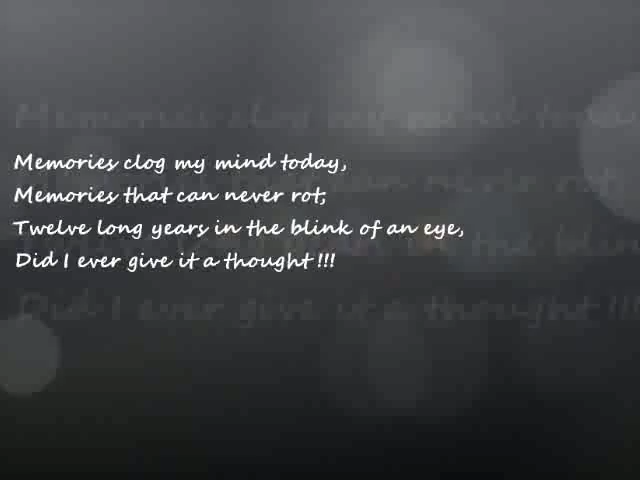 Memories clog my mind today,
Memories that can never rot;
Twelve long years in the blink of an eye,
Did I ever give it a thought !!!